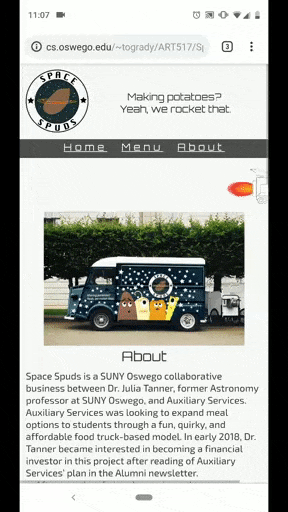 11:07
cs.oswego.edu/~togrady/ART517/Sp
3
SPACE
SPUDS
Making potatoes?
Yeah, we rocket that.
Home Menu About
About
Space Spuds is a SUNY Oswego collaborative
business between Dr. Julia Tanner, former Astronomy
professor at SUNY Oswego, and Auxiliary Services.
Auxiliary Services was looking to expand meal
options to students through a fun, quirky, and
affordable food truck-based model. In early 2018, Dr.
Tanner became interested in becoming a financial
investor in this project after reading of Auxiliary
Services' plan in the Alumni newsletter.